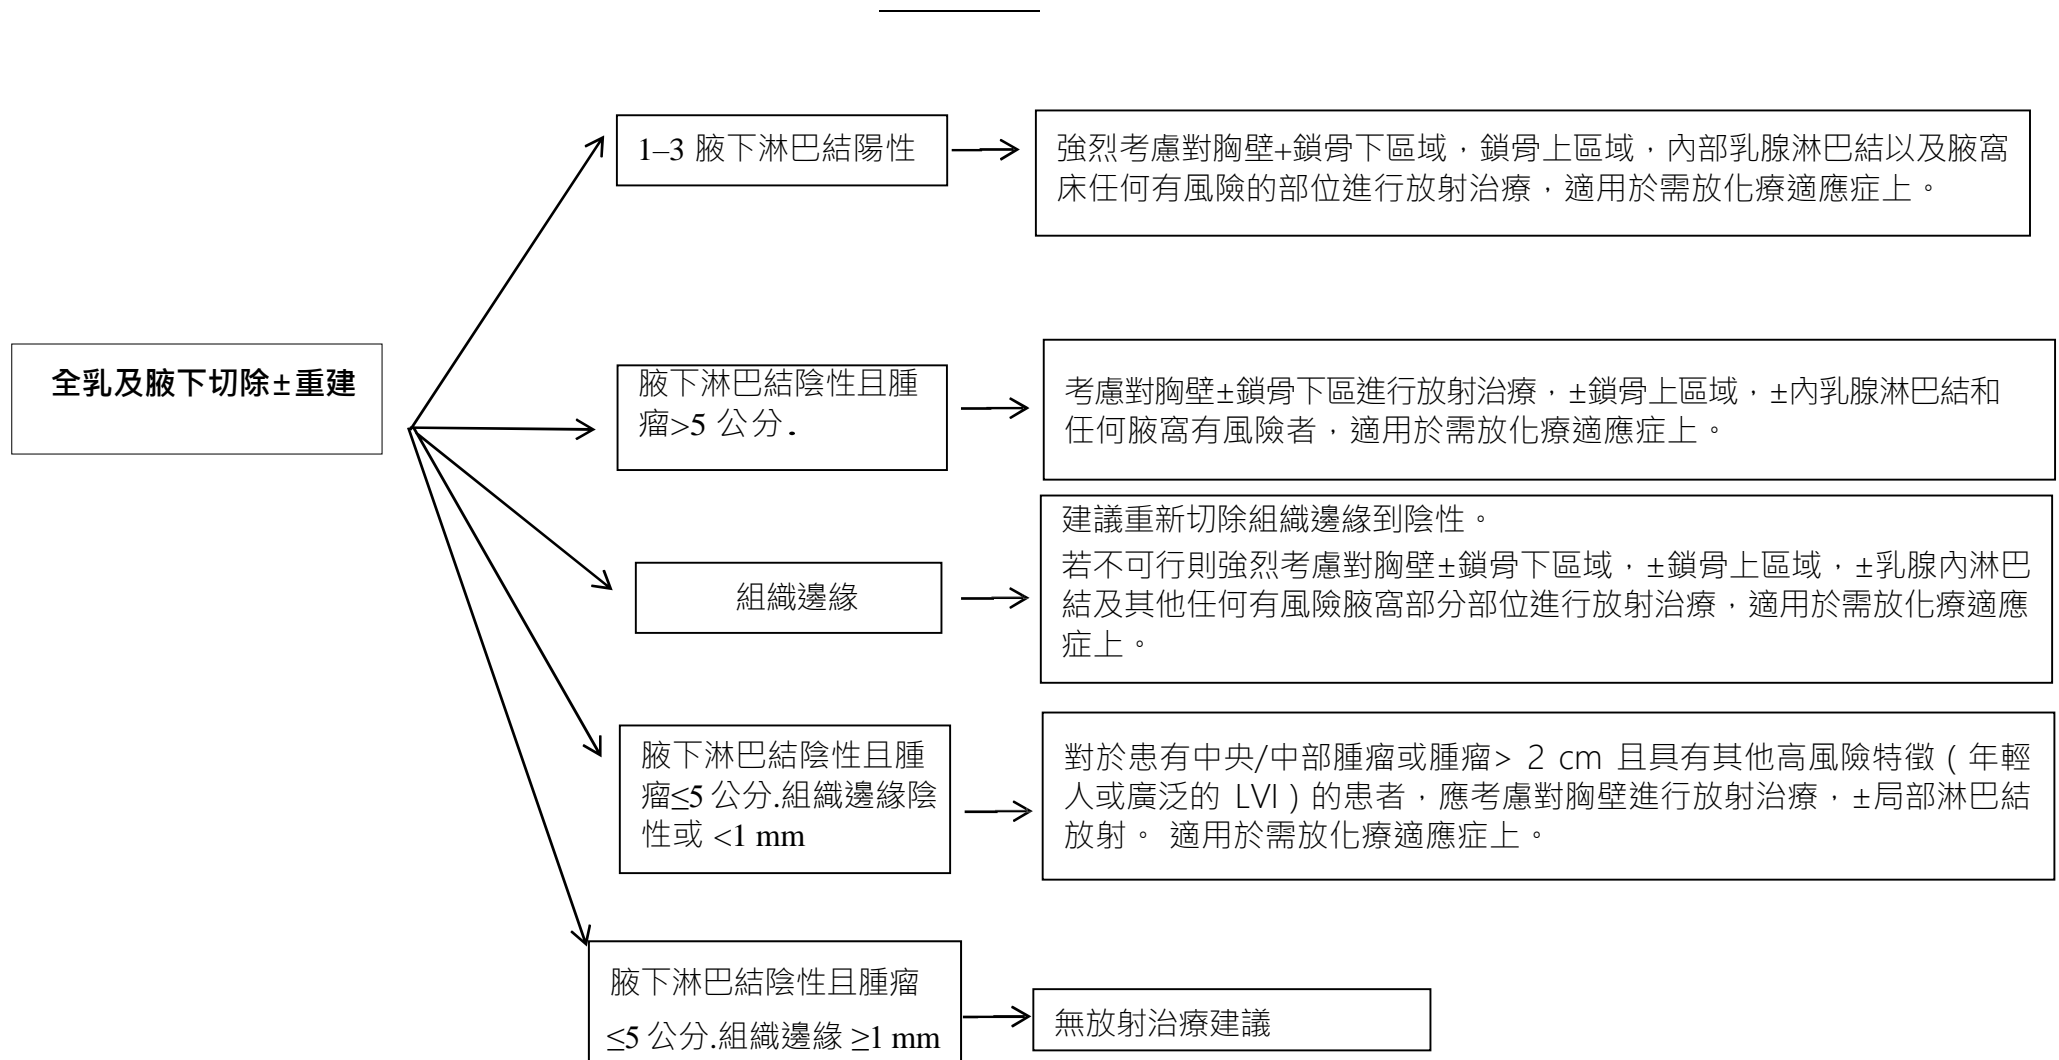 1–3 腋下淋巴結陽性
強烈考慮對胸壁+鎖骨下區域，鎖骨上區域，內部乳腺淋巴結以及腋窩
床任何有風險的部位進行放射治療，適用於需放化療適應症上。
全乳及腋下切除±重建
腋下淋巴結陰性且腫
瘤>5 公分.
考慮對胸壁±鎖骨下區進行放射治療，±鎖骨上區域，±內乳腺淋巴結和
任何腋窩有風險者，適用於需放化療適應症上。
組織邊緣
建議重新切除組織邊緣到陰性。
若不可行則強烈考慮對胸壁±鎖骨下區域，±鎖骨上區域，±乳腺內淋巴
結及其他任何有風險腋窩部分部位進行放射治療，適用於需放化療適應
症上。
腋下淋巴結陰性且腫
瘤≤5 公分.組織邊緣陰
性或 <1 mm
對於患有中央/中部腫瘤或腫瘤> 2 cm 且具有其他高風險特徵（年輕
人或廣泛的 LVI）的患者，應考慮對胸壁進行放射治療，±局部淋巴結
放射。 適用於需放化療適應症上。
腋下淋巴結陰性且腫瘤
≤5 公分.組織邊緣 ≥1 mm
無放射治療建議